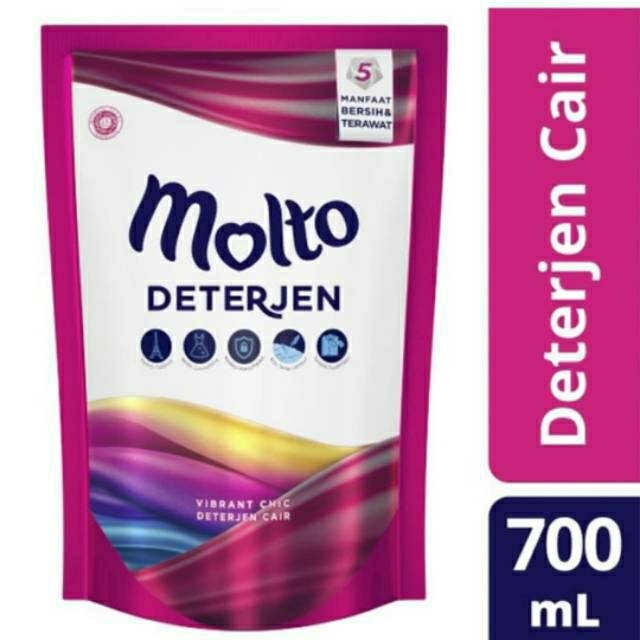 5
MANFAAT
BERSIH&
TERAWAT
molto
DETERJEN
VIBRANT CHIC
DETERJEN CAIR
Deterjen Cair
700
mL